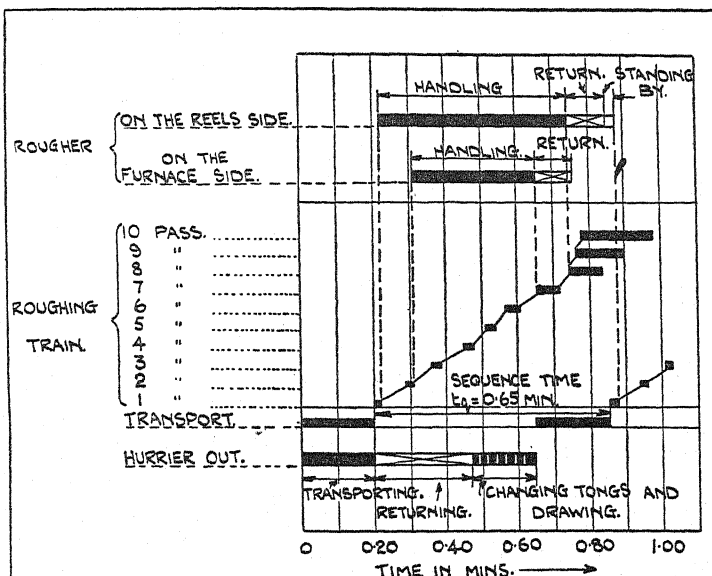 HANDLING
RETURN. STANDING BY.
ROUGHER
ON THE REELS SIDE.
ON THE FURNACE SIDE.
HANDLING.
RETURN.
ROUGHING TRAIN.
10 PASS.
9 "
8 "
7 "
6 "
5 "
4 "
3 "
2 "
1 "
SEQUENCE TIME
tq = 0.65 MIN.
TRANSPORT.
HURRIER OUT.
TRANSPORTING.
RETURNING.
CHANGING TONGS AND DRAWING.
0 0.20 0.40 0.60 0.80 1.00
TIME IN MINS.